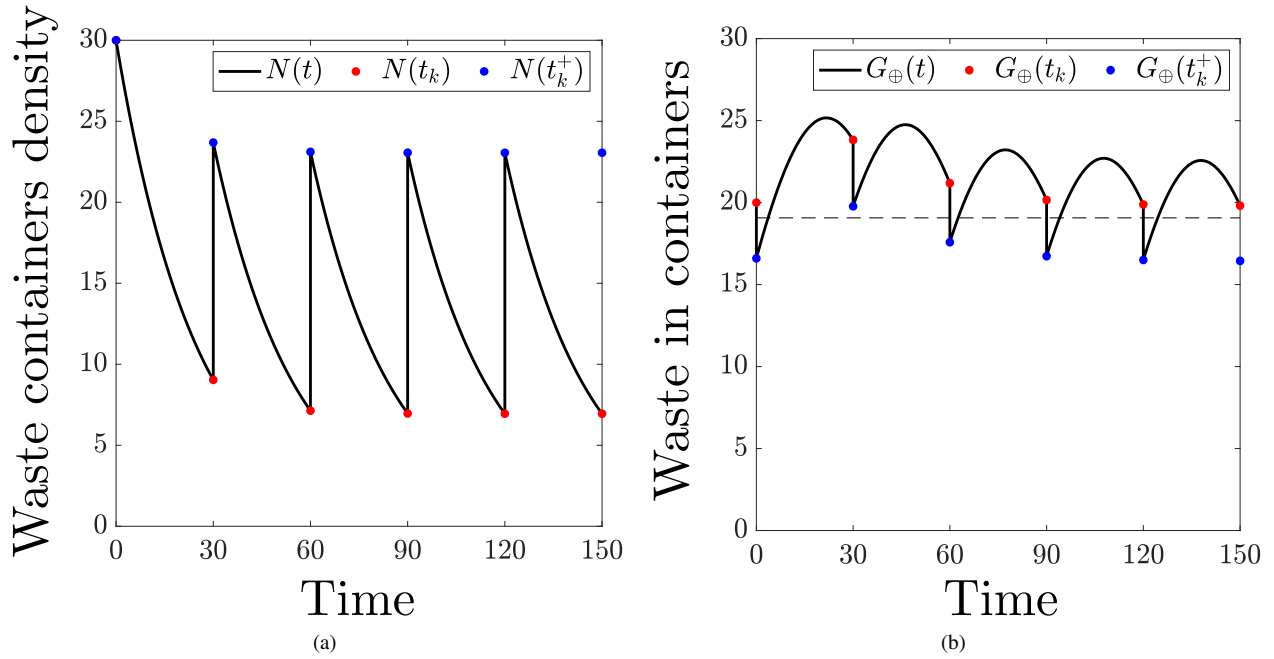 Waste containers density
30
25
20
15
10
5
0
N(t) N(t_k) N(t_k^+)
0 30 60 90 120 150
Time
(a)
Waste in containers
30
25
20
15
10
5
0
G_⊕(t) G_⊕(t_k) G_⊕(t_k^+)
0 30 60 90 120 150
Time
(b)